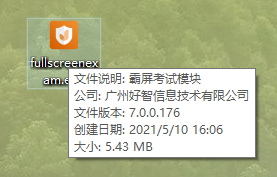 fullscreenex
am.e
文件说明: 霸屏考试模块
公司: 广州好智信息技术有限公司
文件版本: 7.0.0.176
创建日期: 2021/5/10 16:06
大小: 5.43 MB